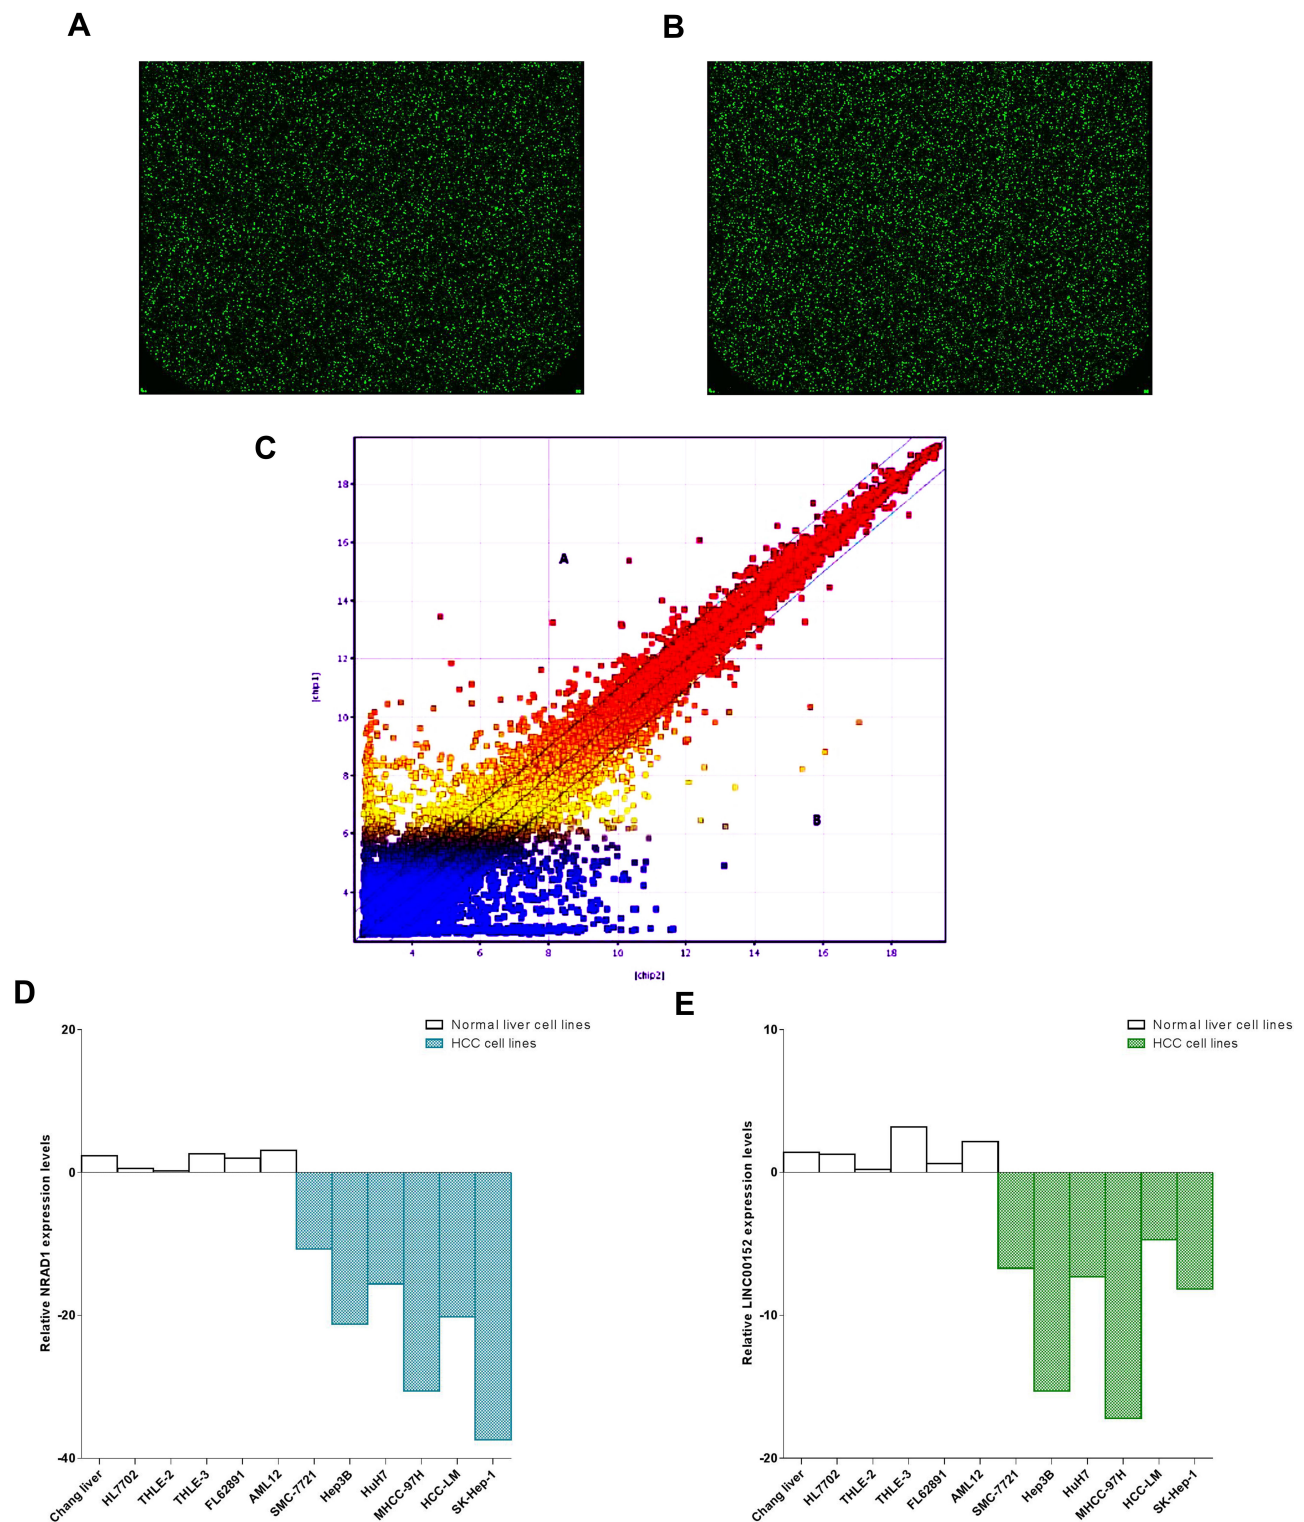 A
B
C
[chip1]
18
16
14
12
10
8
6
4
A
B
4
6
8
10
12
14
16
18
[chip2]
D
Normal liver cell lines
HCC cell lines
Relative NRAD1 expression levels
20
0
-20
-40
Chang liver
HL7702
THLE-2
THLE-3
FL62891
AML12
SMC-7721
Hep3B
HuH7
MHCC-97H
HCC-LM
SK-Hep-1
E
Normal liver cell lines
HCC cell lines
Relative LINC00152 expression levels
10
0
-10
-20
Chang liver
HL7702
THLE-2
THLE-3
FL62891
AML12
SMC-7721
Hep3B
HuH7
MHCC-97H
HCC-LM
SK-Hep-1